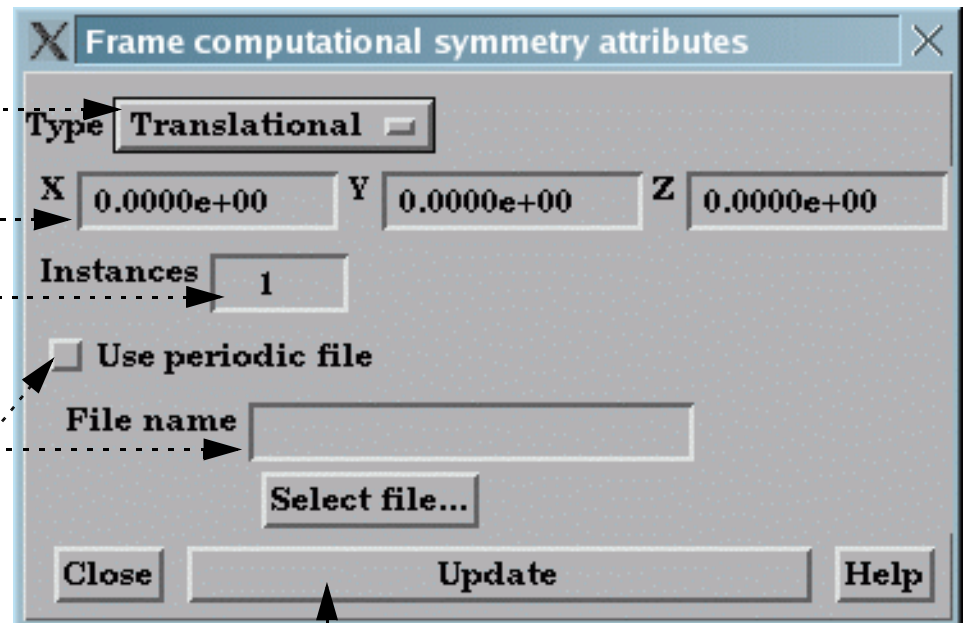 Frame computational symmetry attributes
Type Translational
X 0.0000e+00 Y 0.0000e+00 Z 0.0000e+00
Instances 1
Use periodic file
File name
Select file...
Close Update Help